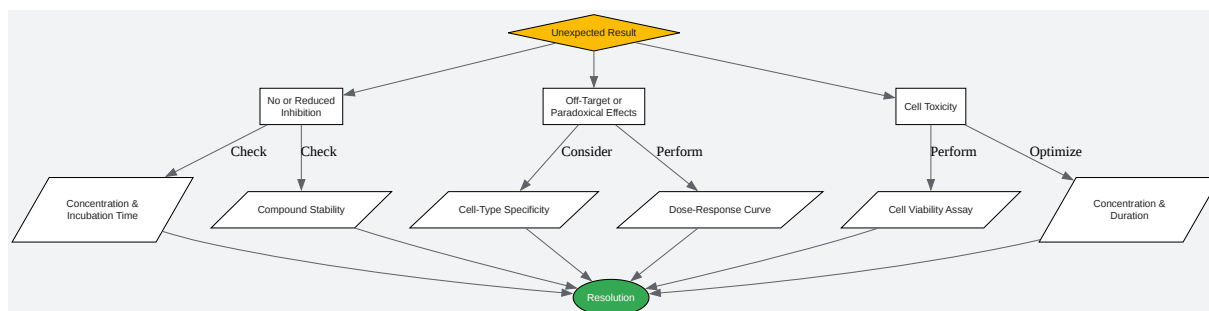 Unexpected Result
No or Reduced
Inhibition
Off-Target or
Paradoxical Effects
Cell Toxicity
Check
Check
Consider
Perform
Perform
Optimize
Concentration &
Incubation Time
Compound Stability
Cell-Type Specificity
Dose-Response Curve
Cell Viability Assay
Concentration &
Duration
Resolution